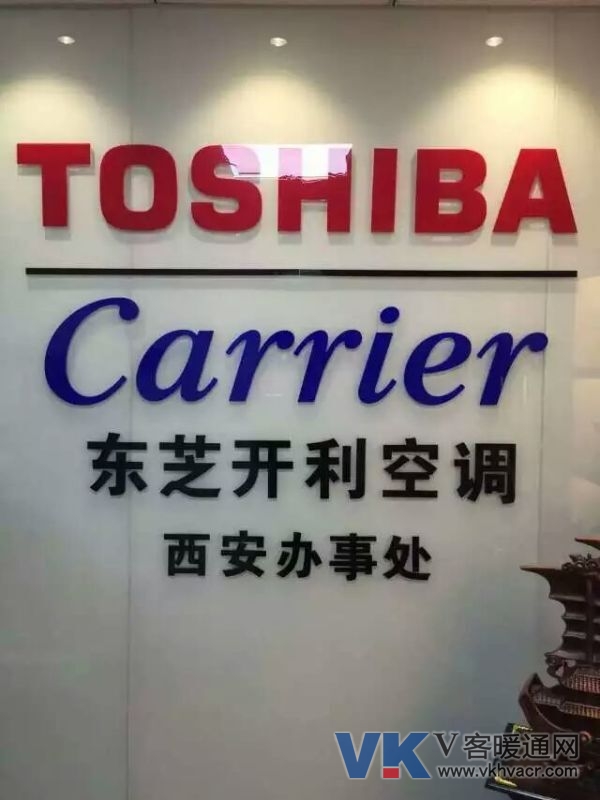 TOSHIBA
Carrier
东芝开利空调
西安办事处
VK V客暖通网
www.vkhvacr.com